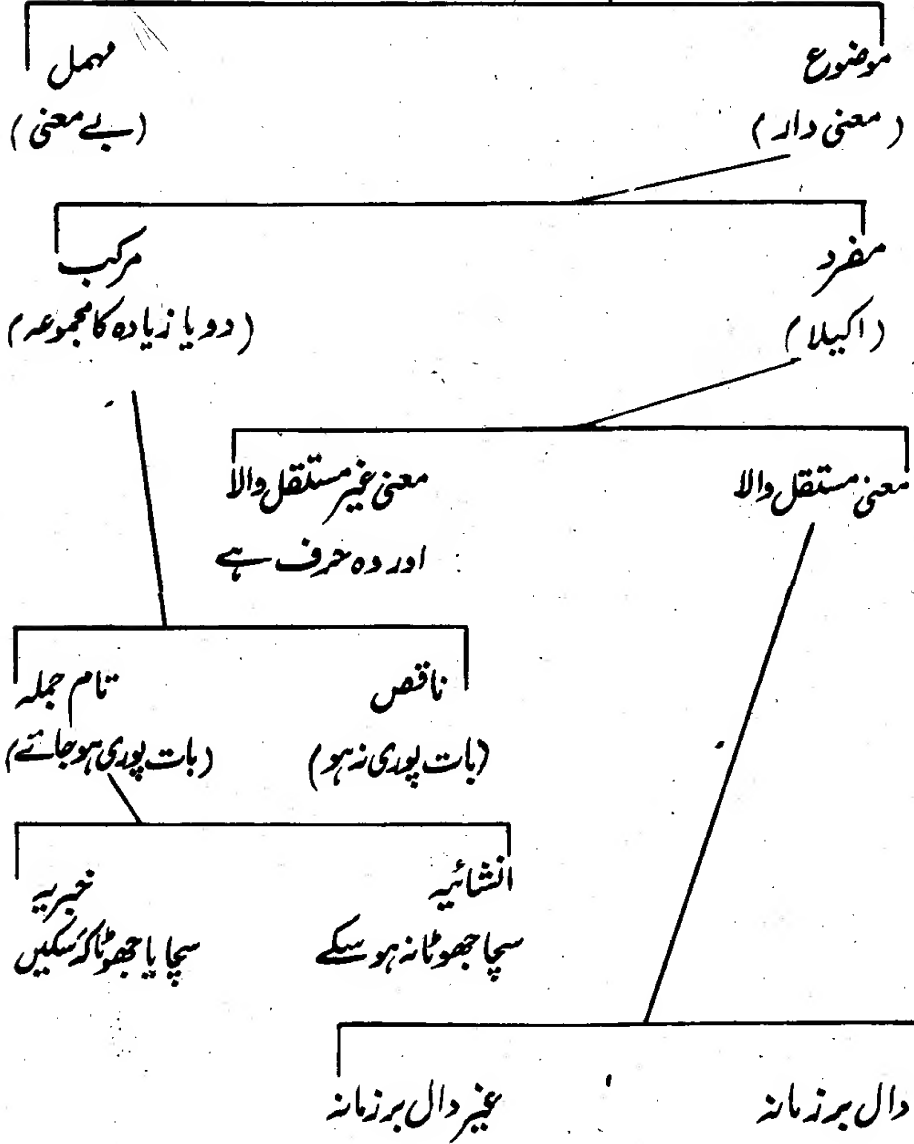 موضوع
مہمل
(معنی دار)
(بے معنی)
مفرد
مرکب
(اکیلا)
(دو یا زیادہ کا مجموعہ)
معنی مستقل والا
معنی غیر مستقل والا
اور وہ حرف ہے
ناقص
تام جملہ
(بات پوری نہ ہو)
(بات پوری ہو جائے)
انشائیہ
خبریہ
سچا جھوٹا نہ ہو سکے
سچا یا جھوٹا کہہ سکیں
دال بر زمانہ
غیر دال بر زمانہ